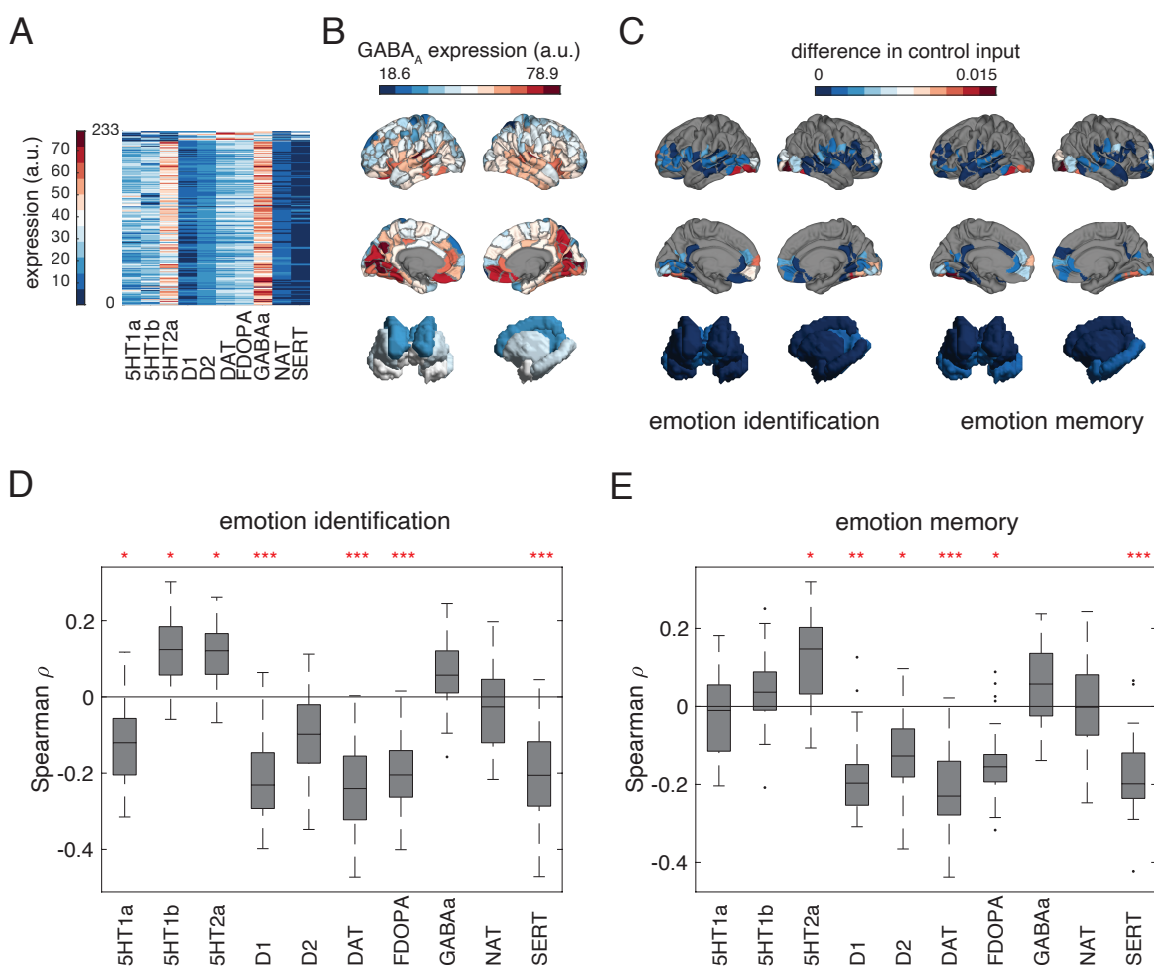 A
B
C
GABA_A expression (a.u.)
18.6 78.9
difference in control input
0 0.015
expression (a.u.)
70
60
50
40
30
20
10
233
0
5HT1a
5HT1b
5HT2a
D1
D2
DAT
FDOPA
GABAa
NAT
SERT
emotion identification
emotion memory
D
emotion identification
* * * *** *** *** ***
Spearman ρ
0.2
0
-0.2
-0.4
5HT1a
5HT1b
5HT2a
D1
D2
DAT
FDOPA
GABAa
NAT
SERT
E
emotion memory
* ** * *** * ***
Spearman ρ
0.2
0
-0.2
-0.4
5HT1a
5HT1b
5HT2a
D1
D2
DAT
FDOPA
GABAa
NAT
SERT